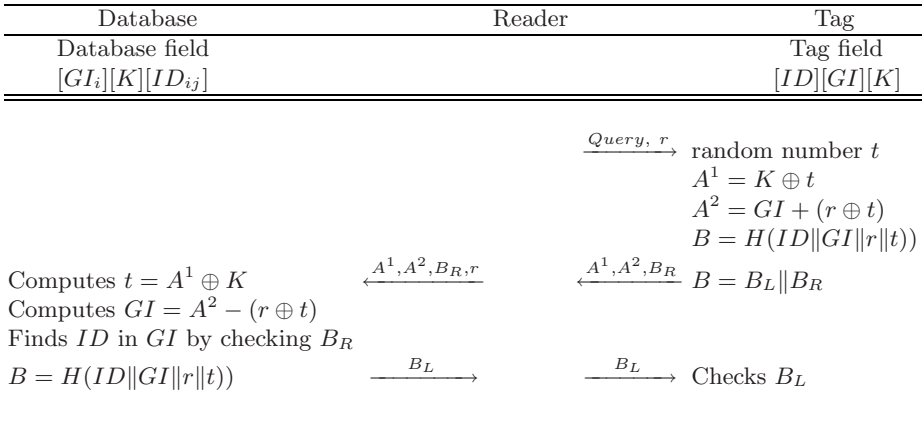 Database Reader Tag
Database field Tag field
[GI_i][K][ID_ij] [ID][GI][K]
Query, r random number t
A^1 = K ⊕ t
A^2 = GI + (r ⊕ t)
B = H(ID‖GI‖r‖t))
Computes t = A^1 ⊕ K A^1,A^2,B_R,r A^1,A^2,B_R B = B_L‖B_R
Computes GI = A^2 − (r ⊕ t)
Finds ID in GI by checking B_R
B = H(ID‖GI‖r‖t)) B_L B_L Checks B_L